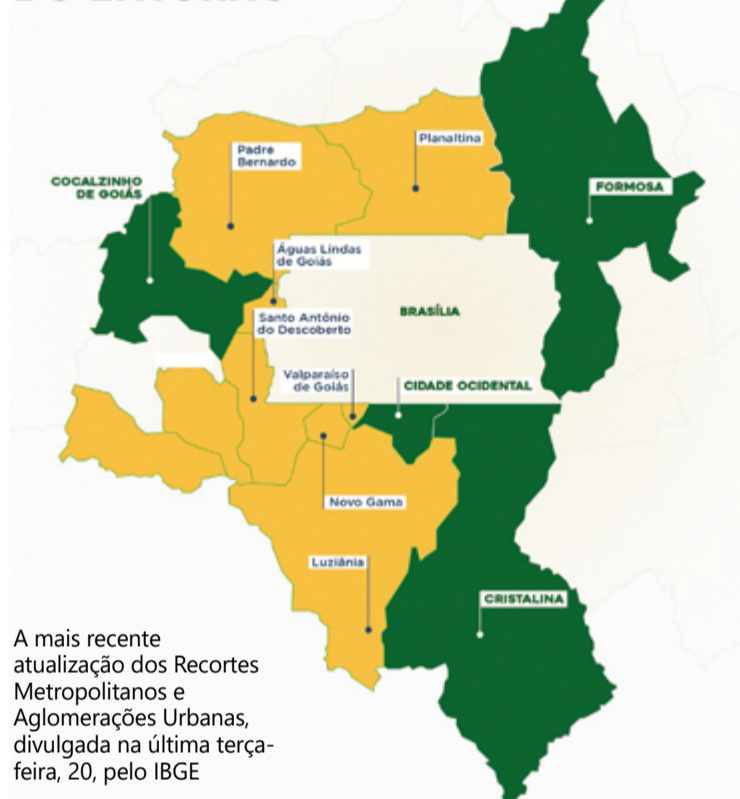 Padre
Bernardo
Planaltina
COCALZINHO
DE GOIÁS
FORMOSA
Águas Lindas
de Goiás
BRASÍLIA
Santo Antônio
do Descoberto
Valparaíso
de Goiás
CIDADE OCIDENTAL
Novo Gama
Luziânia
CRISTALINA
A mais recente
atualização dos Recortes
Metropolitanos e
Aglomerações Urbanas,
divulgada na última terça-
feira, 20, pelo IBGE